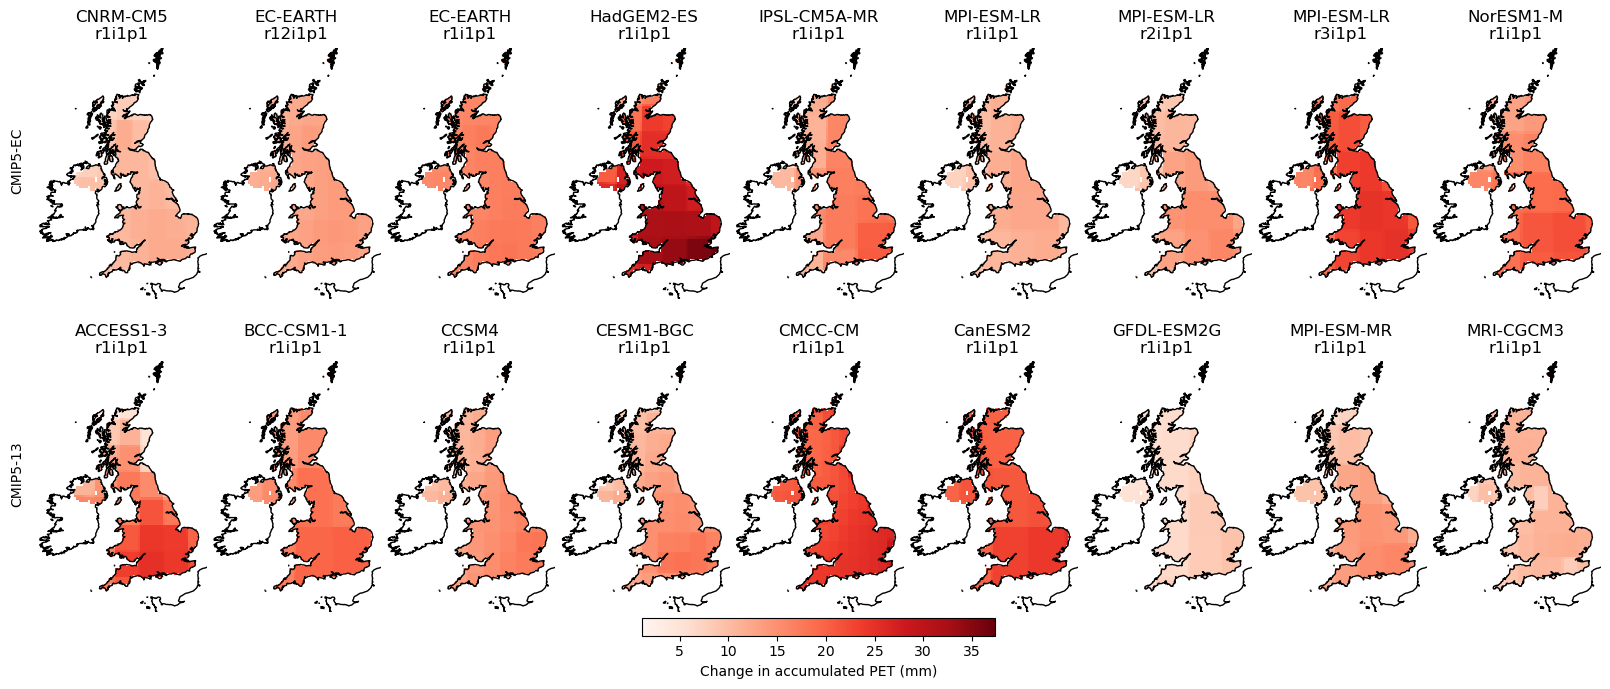 CNRM-CM5
r1i1p1
EC-EARTH
r12i1p1
EC-EARTH
r1i1p1
HadGEM2-ES
r1i1p1
IPSL-CM5A-MR
r1i1p1
MPI-ESM-LR
r1i1p1
MPI-ESM-LR
r2i1p1
MPI-ESM-LR
r3i1p1
NorESM1-M
r1i1p1
CMIP5-EC
ACCESS1-3
r1i1p1
BCC-CSM1-1
r1i1p1
CCSM4
r1i1p1
CESM1-BGC
r1i1p1
CMCC-CM
r1i1p1
CanESM2
r1i1p1
GFDL-ESM2G
r1i1p1
MPI-ESM-MR
r1i1p1
MRI-CGCM3
r1i1p1
CMIP5-13
5 10 15 20 25 30 35
Change in accumulated PET (mm)